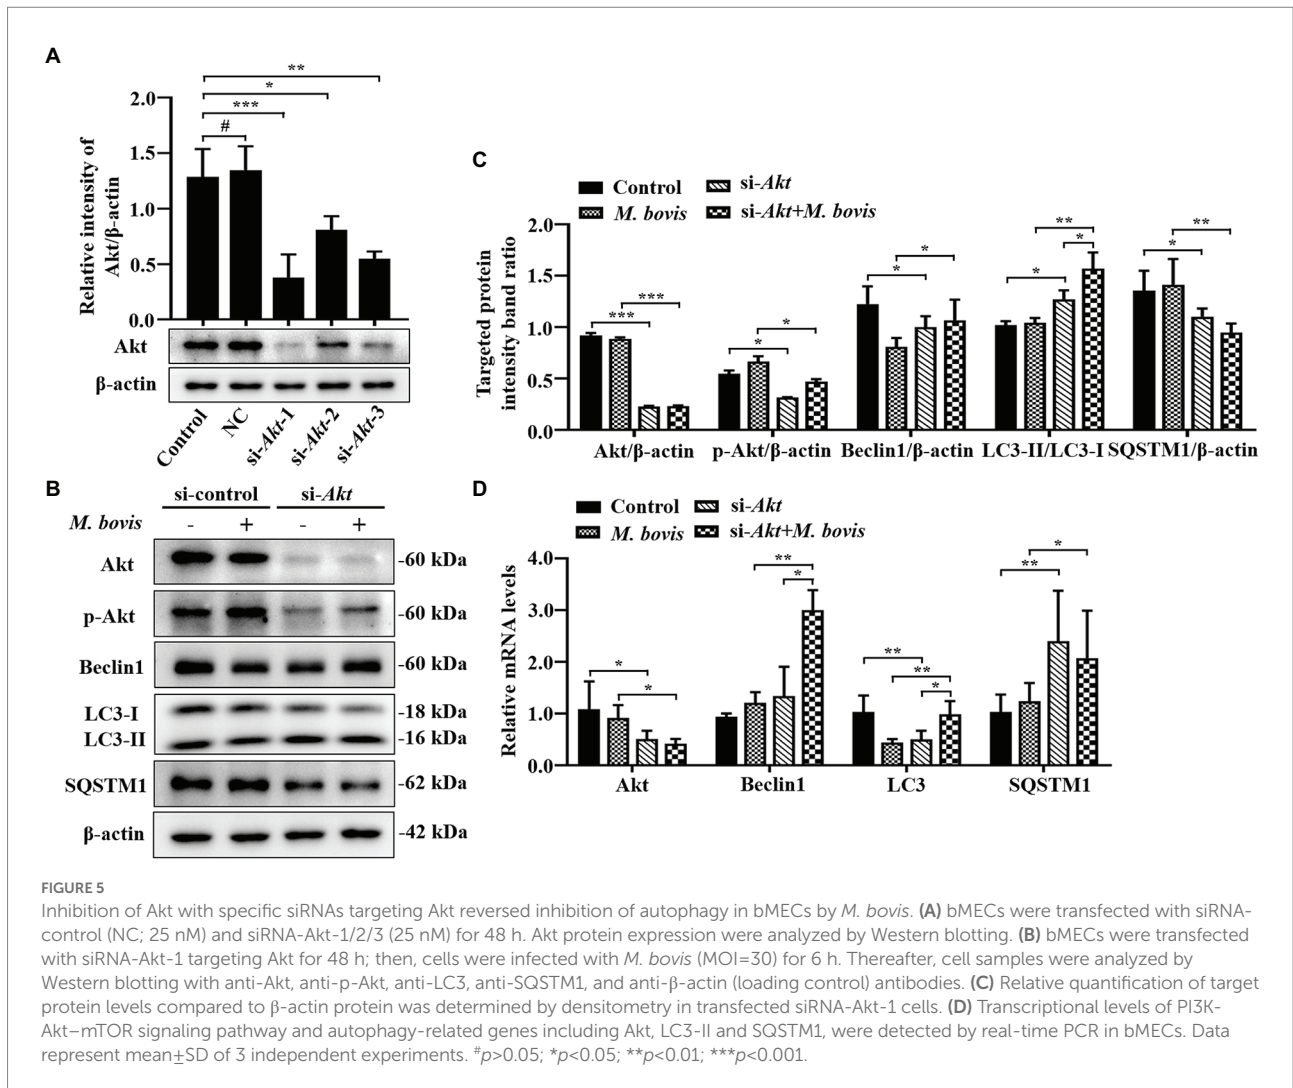 A
**
*
***
#
2.0
1.5
1.0
0.5
0.0
Relative intensity of
Akt/β-actin
Akt
β-actin
Control
NC
si-Akt-1
si-Akt-2
si-Akt-3
B
si-control
si-Akt
M. bovis
-
+
-
+
Akt
-60 kDa
p-Akt
-60 kDa
Beclin1
-60 kDa
LC3-I
-18 kDa
LC3-II
-16 kDa
SQSTM1
-62 kDa
β-actin
-42 kDa
C
Control
si-Akt
M. bovis
si-Akt+M. bovis
Targeted protein
intensity band ratio
2.0
1.5
1.0
0.5
0.0
***
***
*
*
*
*
**
*
*
**
*
Akt/β-actin
p-Akt/β-actin
Beclin1/β-actin
LC3-II/LC3-I
SQSTM1/β-actin
D
Control
si-Akt
M. bovis
si-Akt+M. bovis
Relative mRNA levels
4.0
3.0
2.0
1.0
0.0
*
*
**
*
**
**
*
*
**
Akt
Beclin1
LC3
SQSTM1
FIGURE 5
Inhibition of Akt with specific siRNAs targeting Akt reversed inhibition of autophagy in bMECs by M. bovis. (A) bMECs were transfected with siRNA-
control (NC; 25 nM) and siRNA-Akt-1/2/3 (25 nM) for 48 h. Akt protein expression were analyzed by Western blotting. (B) bMECs were transfected
with siRNA-Akt-1 targeting Akt for 48 h; then, cells were infected with M. bovis (MOI=30) for 6 h. Thereafter, cell samples were analyzed by
Western blotting with anti-Akt, anti-p-Akt, anti-LC3, anti-SQSTM1, and anti-β-actin (loading control) antibodies. (C) Relative quantification of target
protein levels compared to β-actin protein was determined by densitometry in transfected siRNA-Akt-1 cells. (D) Transcriptional levels of PI3K-
Akt–mTOR signaling pathway and autophagy-related genes including Akt, LC3-II and SQSTM1, were detected by real-time PCR in bMECs. Data
represent mean±SD of 3 independent experiments. #p>0.05; *p<0.05; **p<0.01; ***p<0.001.